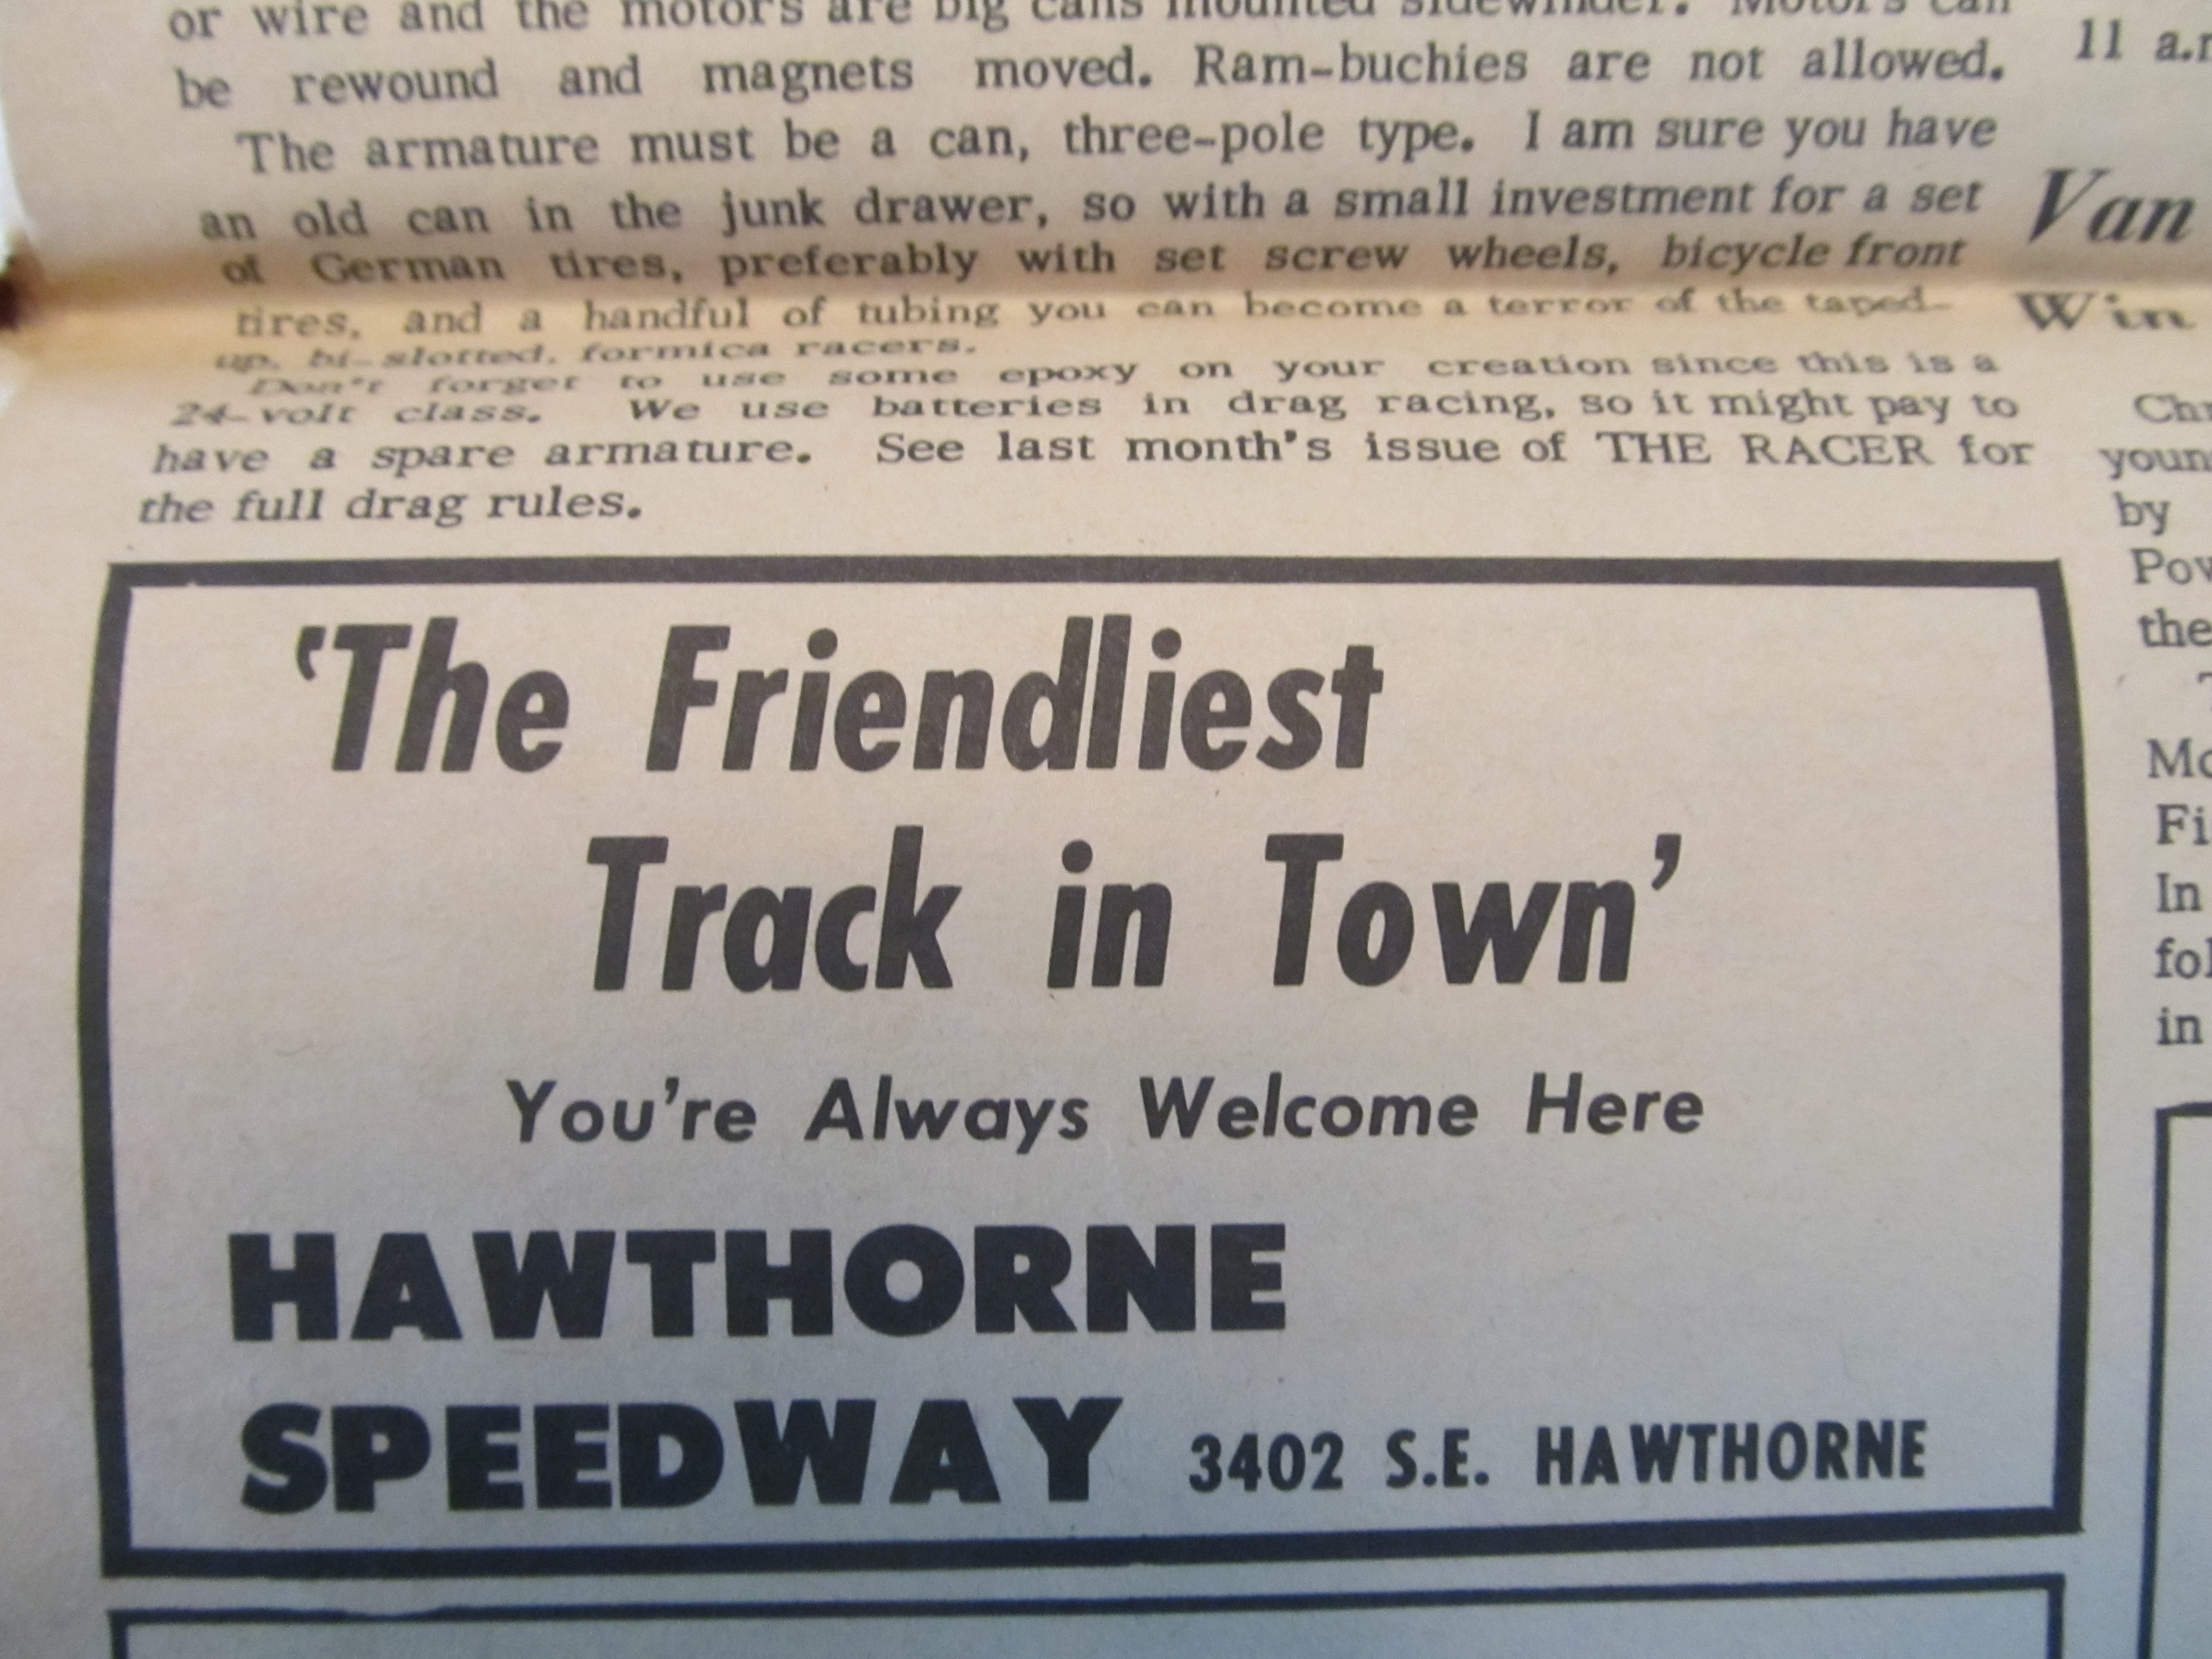 or wire and the motors are big cans mounted sidewinder. Motors can
be rewound and magnets moved. Ram-buchies are not allowed.
The armature must be a can, three-pole type. I am sure you have
an old can in the junk drawer, so with a small investment for a set
of German tires, preferably with set screw wheels, bicycle front
tires, and a handful of tubing you can become a terror of the taped-
up, bi-slotted, formica racers.
Don't forget to use some epoxy on your creation since this is a
24-volt class. We use batteries in drag racing, so it might pay to
have a spare armature. See last month's issue of THE RACER for
the full drag rules.
'The Friendliest
Track in Town'
You're Always Welcome Here
HAWTHORNE
SPEEDWAY 3402 S.E. HAWTHORNE
11
Van
Win
by
the
In
in